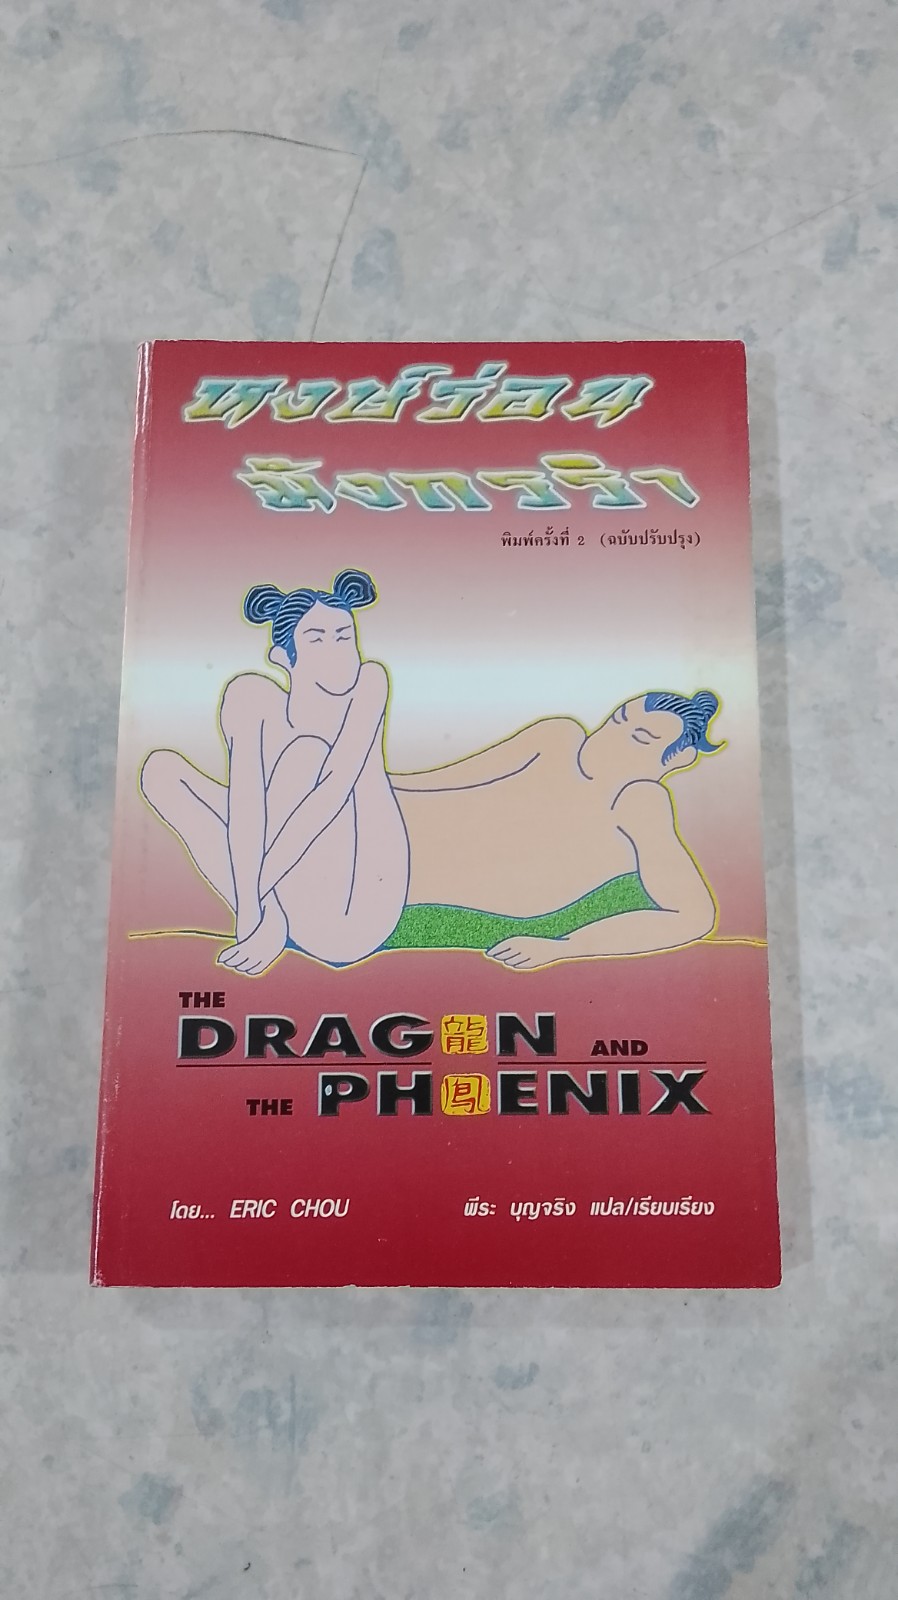 หงษ์ร่อน
มังกรรำ
พิมพ์ครั้งที่ 2 (ฉบับปรับปรุง)
THE
DRAG龍N AND
THE PH鳳ENIX
โดย... ERIC CHOU พีระ บุญจริง แปล/เรียบเรียง